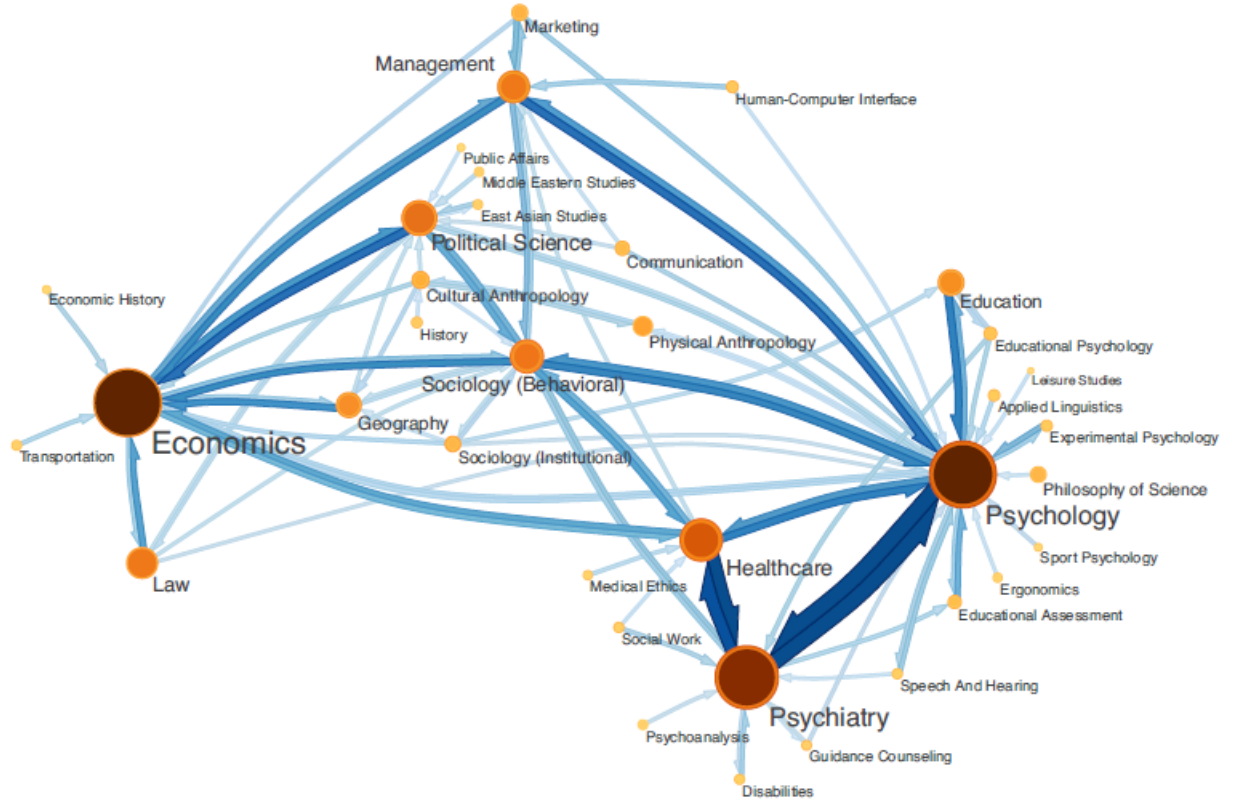 Marketing
Management
Human-Computer Interface
Public Affairs
Middle Eastern Studies
East Asian Studies
Political Science
Communication
Economic History
Cultural Anthropology
Education
History
Physical Anthropology
Educational Psychology
Sociology (Behavioral)
Leisure Studies
Applied Linguistics
Geography
Experimental Psychology
Economics
Transportation
Sociology (Institutional)
Philosophy of Science
Psychology
Sport Psychology
Healthcare
Law
Medical Ethics
Ergonomics
Educational Assessment
Social Work
Speech And Hearing
Psychiatry
Psychoanalysis
Guidance Counseling
Disabilities